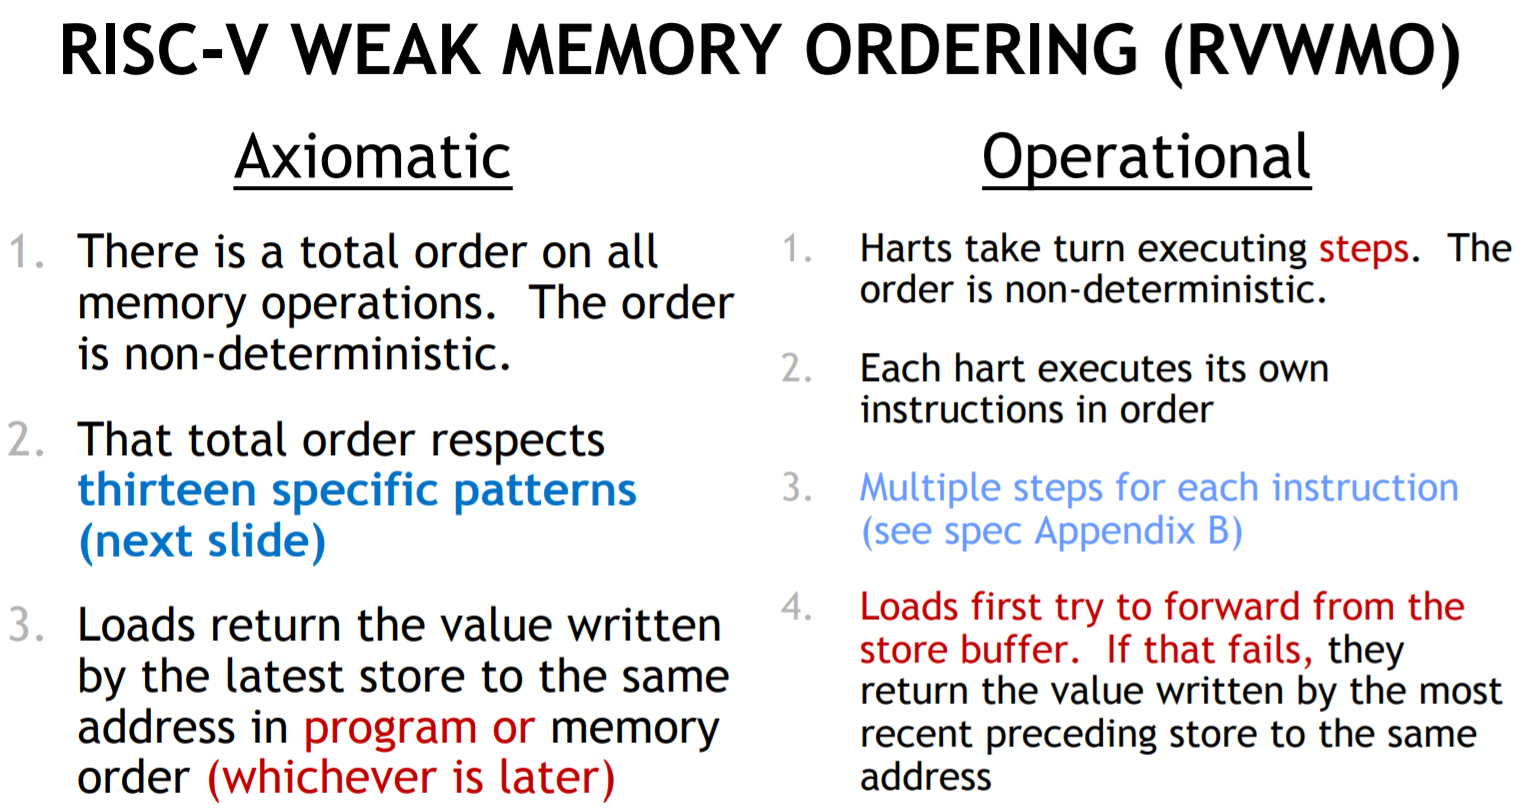 RISC-V WEAK MEMORY ORDERING (RVWMO)
Axiomatic
1. There is a total order on all
memory operations. The order
is non-deterministic.
2. That total order respects
thirteen specific patterns
(next slide)
3. Loads return the value written
by the latest store to the same
address in program or memory
order (whichever is later)
Operational
1. Harts take turn executing steps. The
order is non-deterministic.
2. Each hart executes its own
instructions in order
3. Multiple steps for each instruction
(see spec Appendix B)
4. Loads first try to forward from the
store buffer. If that fails, they
return the value written by the most
recent preceding store to the same
address